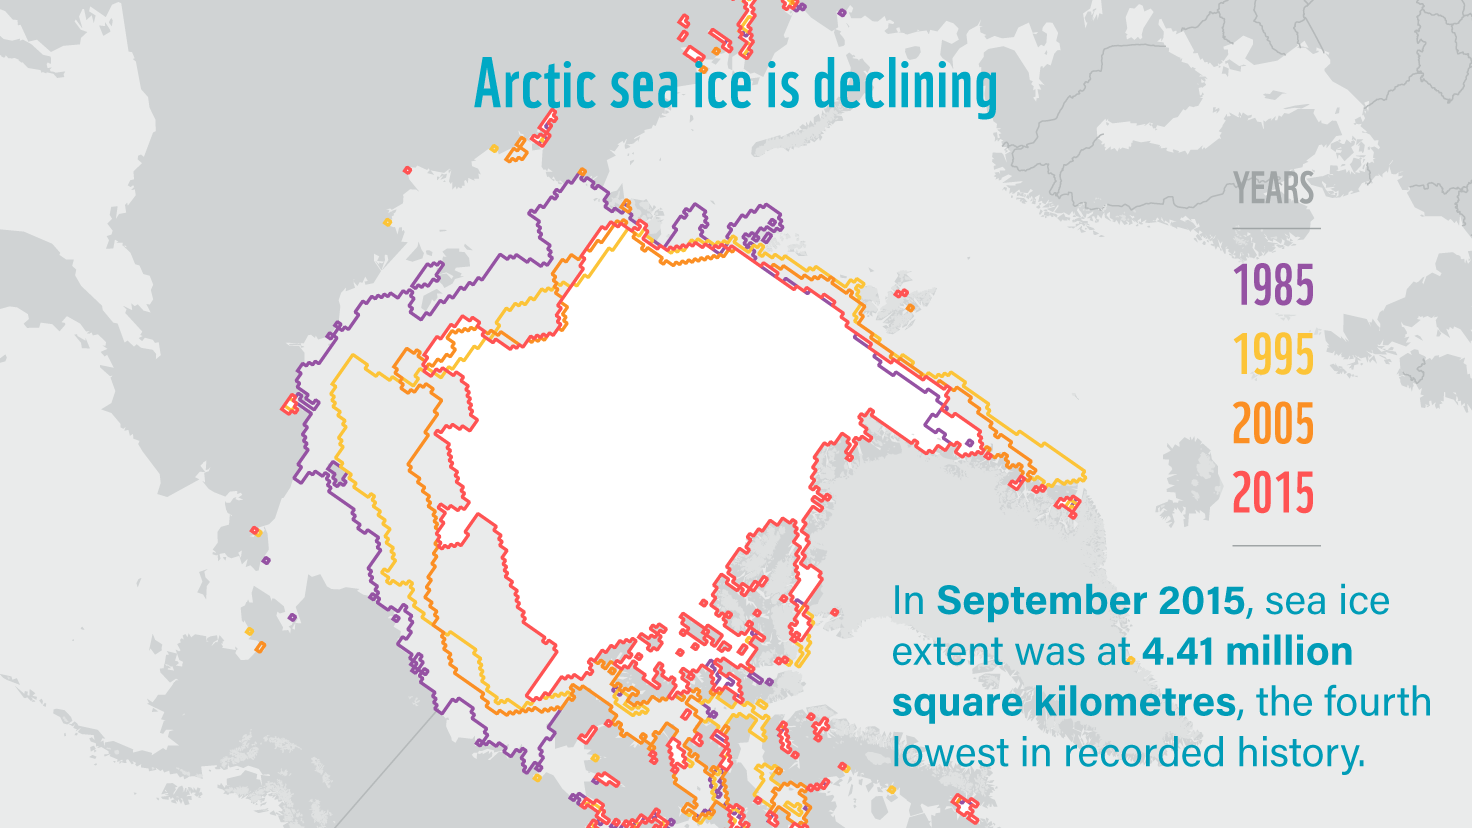 Arctic sea ice is declining
YEARS
1985
1995
2005
2015
In September 2015, sea ice
extent was at 4.41 million
square kilometres, the fourth
lowest in recorded history.